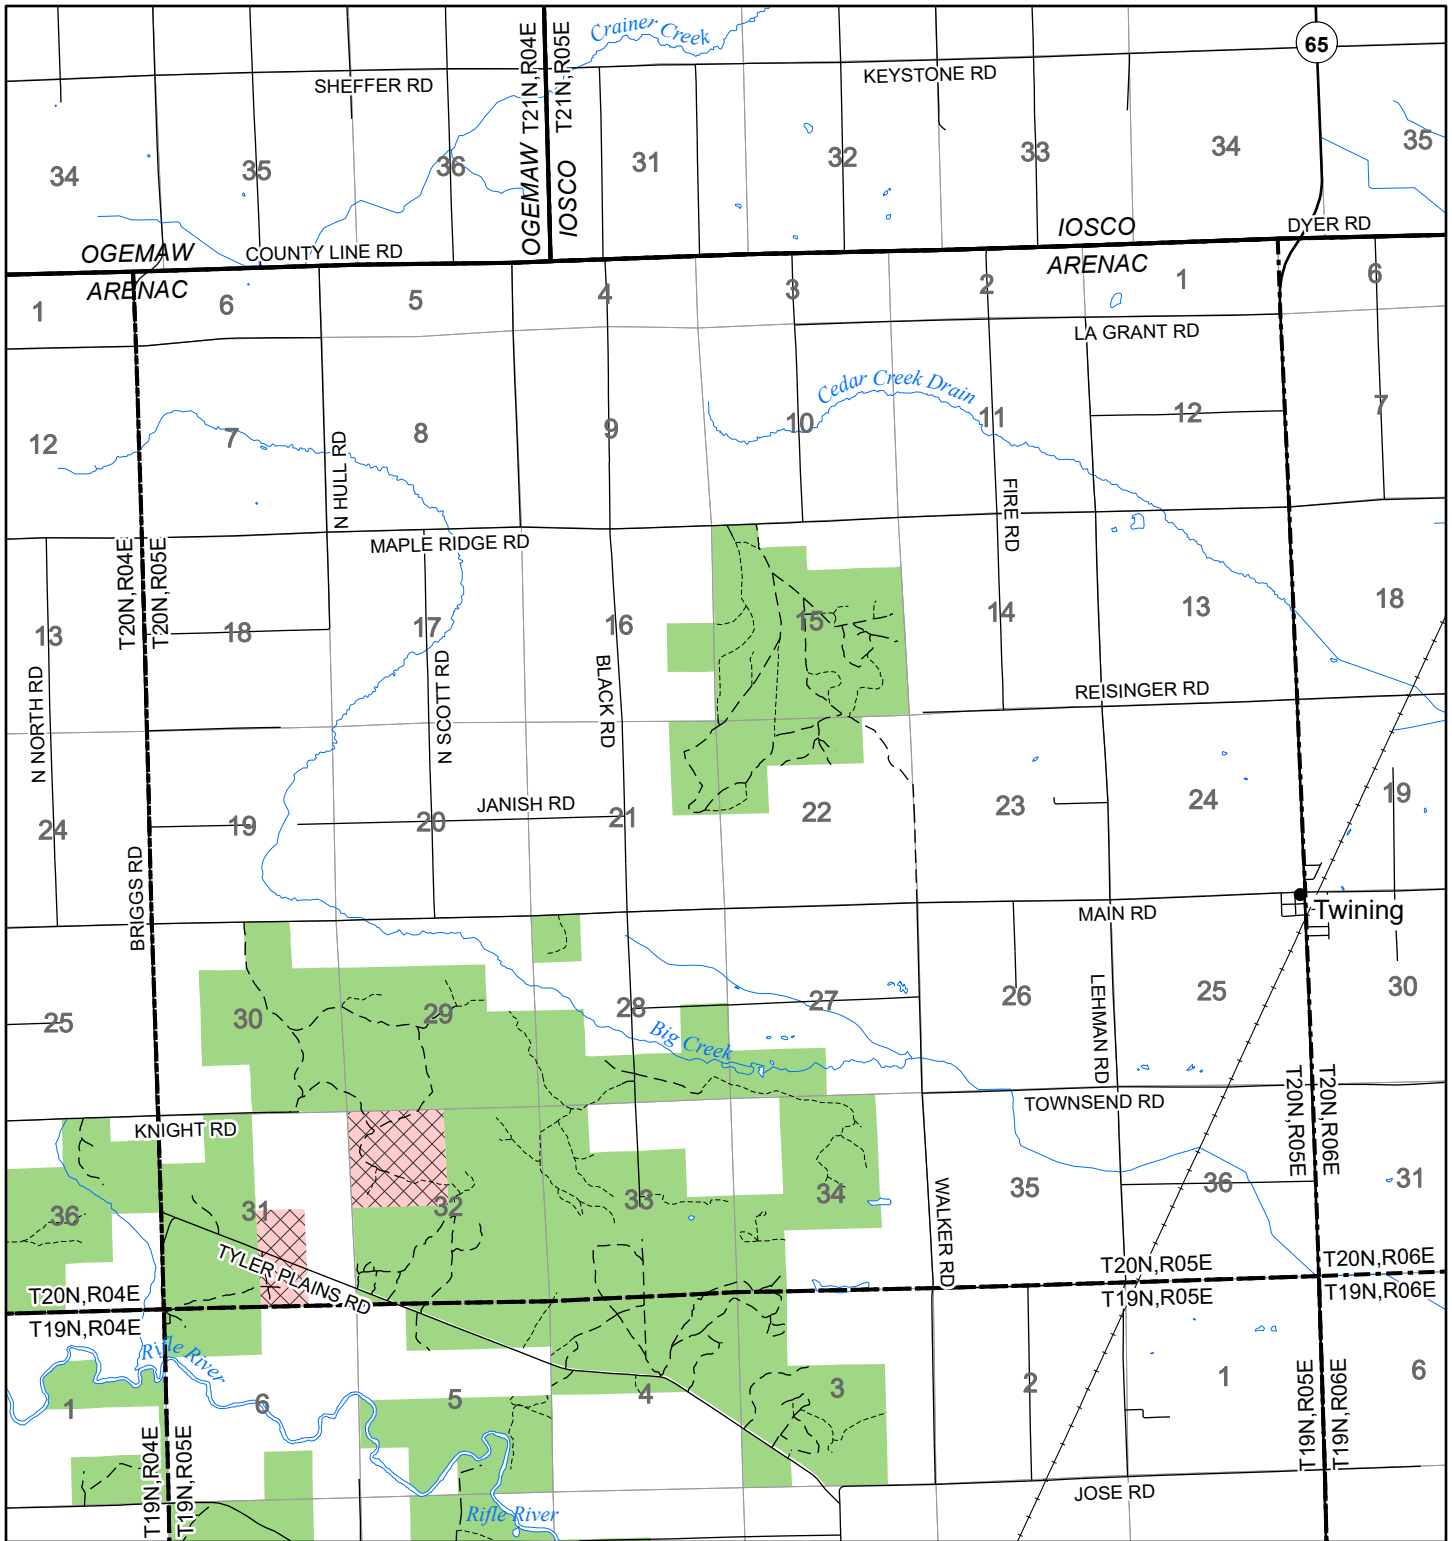 Crainer Creek
65
SHEFFER RD
KEYSTONE RD
OGEMAW T21N,R04E
IOSCO T21N,R05E
34
35
36
31
32
33
34
35
OGEMAW
COUNTY LINE RD
IOSCO
DYER RD
ARENAC
ARENAC
1
6
5
4
3
2
1
6
LA GRANT RD
Cedar Creek Drain
12
7
8
9
10
11
12
7
N HULL RD
FIRE RD
MAPLE RIDGE RD
T20N,R04E
T20N,R05E
13
18
17
16
15
14
13
18
N NORTH RD
N SCOTT RD
BLACK RD
REISINGER RD
JANISH RD
24
19
20
21
22
23
24
19
BRIGGS RD
MAIN RD
Twining
25
30
29
28
27
26
25
30
LEHMAN RD
Big Creek
T20N,R05E
T20N,R06E
KNIGHT RD
TOWNSEND RD
36
31
32
33
34
35
36
31
WALKER RD
TYLER PLAINS RD
T20N,R04E
T20N,R05E
T20N,R06E
T19N,R04E
T19N,R05E
T19N,R06E
Rifle River
1
6
5
4
3
2
1
6
T19N,R05E
T19N,R06E
T19N,R04E
T19N,R05E
JOSE RD
Rifle River